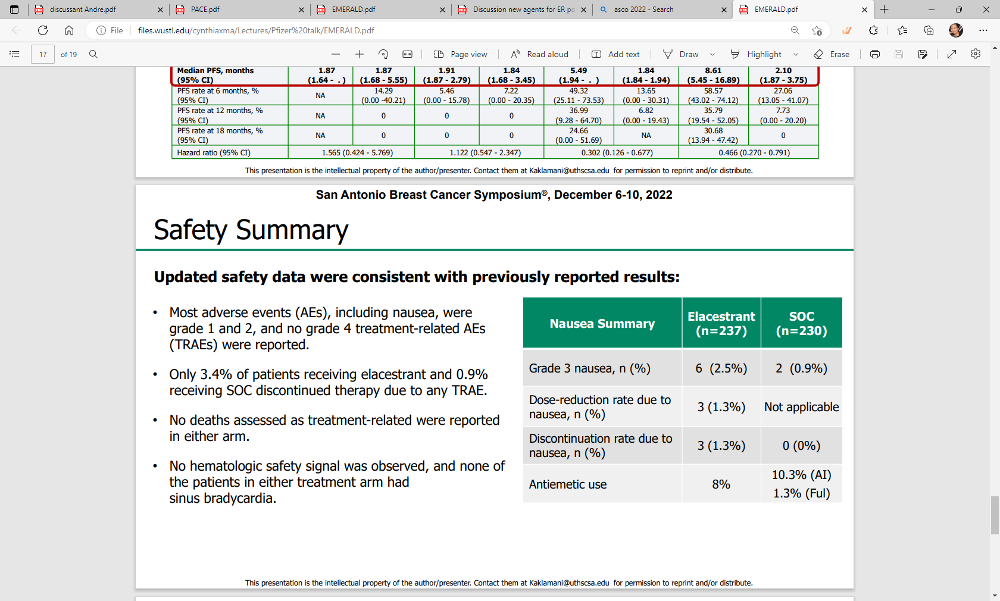 discussant Andre.pdf
PACE.pdf
EMERALD.pdf
Discussion new agents for ER po
asco 2022 - Search
EMERALD.pdf
File
files.wustl.edu/cynthiaxma/Lectures/Pfizer%20talk/EMERALD.pdf
17 of 19
Page view
Read aloud
Add text
Draw
Highlight
Erase
Median PFS, months 1.87 1.87 1.91 1.84 5.49 1.84 8.61 2.10
(95% CI) (1.64 - . ) (1.68 - 5.55) (1.87 - 2.79) (1.68 - 3.45) (1.94 - . ) (1.84 - 1.94) (5.45 - 16.89) (1.87 - 3.75)
PFS rate at 6 months, % NA 14.29 5.46 7.22 49.32 13.65 58.57 27.06
(95% CI) (0.00 -40.21) (0.00 - 15.78) (0.00 - 20.35) (25.11 - 73.53) (0.00 - 30.31) (43.02 - 74.12) (13.05 - 41.07)
PFS rate at 12 months, % NA 0 0 0 36.99 6.82 35.79 7.73
(95% CI) (9.28 - 64.70) (0.00 - 19.43) (19.54 - 52.05) (0.00 - 20.20)
PFS rate at 18 months, % NA 0 0 0 24.66 NA 30.68 0
(95% CI) (0.00 - 51.69) (13.94 - 47.42)
Hazard ratio (95% CI) 1.565 (0.424 - 5.769) 1.122 (0.547 - 2.347) 0.302 (0.126 - 0.677) 0.466 (0.270 - 0.791)
This presentation is the intellectual property of the author/presenter. Contact them at Kaklamani@uthscsa.edu for permission to reprint and/or distribute.
San Antonio Breast Cancer Symposium®, December 6-10, 2022
Safety Summary
Updated safety data were consistent with previously reported results:
• Most adverse events (AEs), including nausea, were
grade 1 and 2, and no grade 4 treatment-related AEs
(TRAEs) were reported.
• Only 3.4% of patients receiving elacestrant and 0.9%
receiving SOC discontinued therapy due to any TRAE.
• No deaths assessed as treatment-related were reported
in either arm.
• No hematologic safety signal was observed, and none of
the patients in either treatment arm had
sinus bradycardia.
Nausea Summary Elacestrant (n=237) SOC (n=230)
Grade 3 nausea, n (%) 6 (2.5%) 2 (0.9%)
Dose-reduction rate due to
nausea, n (%) 3 (1.3%) Not applicable
Discontinuation rate due to
nausea, n (%) 3 (1.3%) 0 (0%)
Antiemetic use 8% 10.3% (AI)
1.3% (Ful)
This presentation is the intellectual property of the author/presenter. Contact them at Kaklamani@uthscsa.edu for permission to reprint and/or distribute.